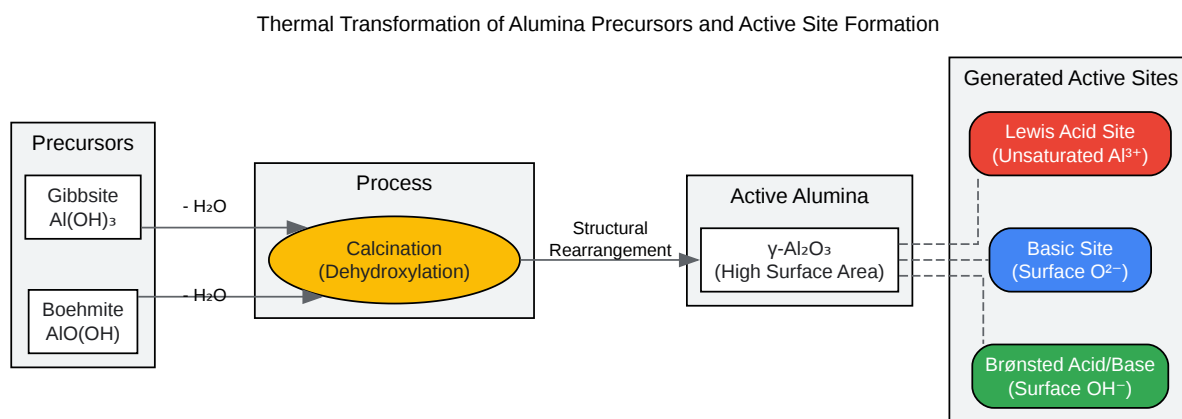 Thermal Transformation of Alumina Precursors and Active Site Formation
Precursors
Gibbsite
Al(OH)₃
Boehmite
AlO(OH)
- H₂O
- H₂O
Process
Calcination
(Dehydroxylation)
Structural
Rearrangement
Active Alumina
γ-Al₂O₃
(High Surface Area)
Generated Active Sites
Lewis Acid Site
(Unsaturated Al³⁺)
Basic Site
(Surface O²⁻)
Brønsted Acid/Base
(Surface OH⁻)